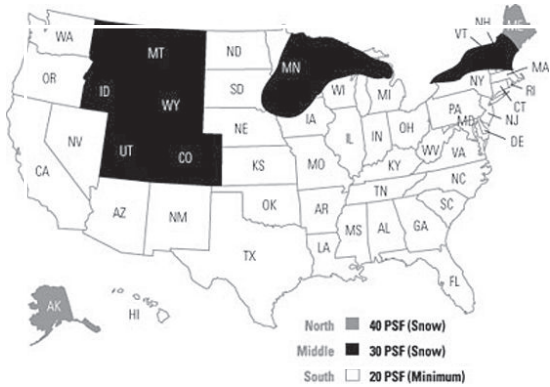 NH
ME
WA
VT
MT
ND
MN
OR
MA
ID
SD
WI
NY
WY
MI
RI
CT
IA
PA
NJ
NE
MD
NV
OH
IL
IN
DE
UT
WV
CO
VA
CA
KS
MO
KY
NC
TN
OK
AZ
NM
AR
SC
MS
AL
GA
TX
LA
FL
AK
HI
North 40 PSF (Snow)
Middle 30 PSF (Snow)
South 20 PSF (Minimum)